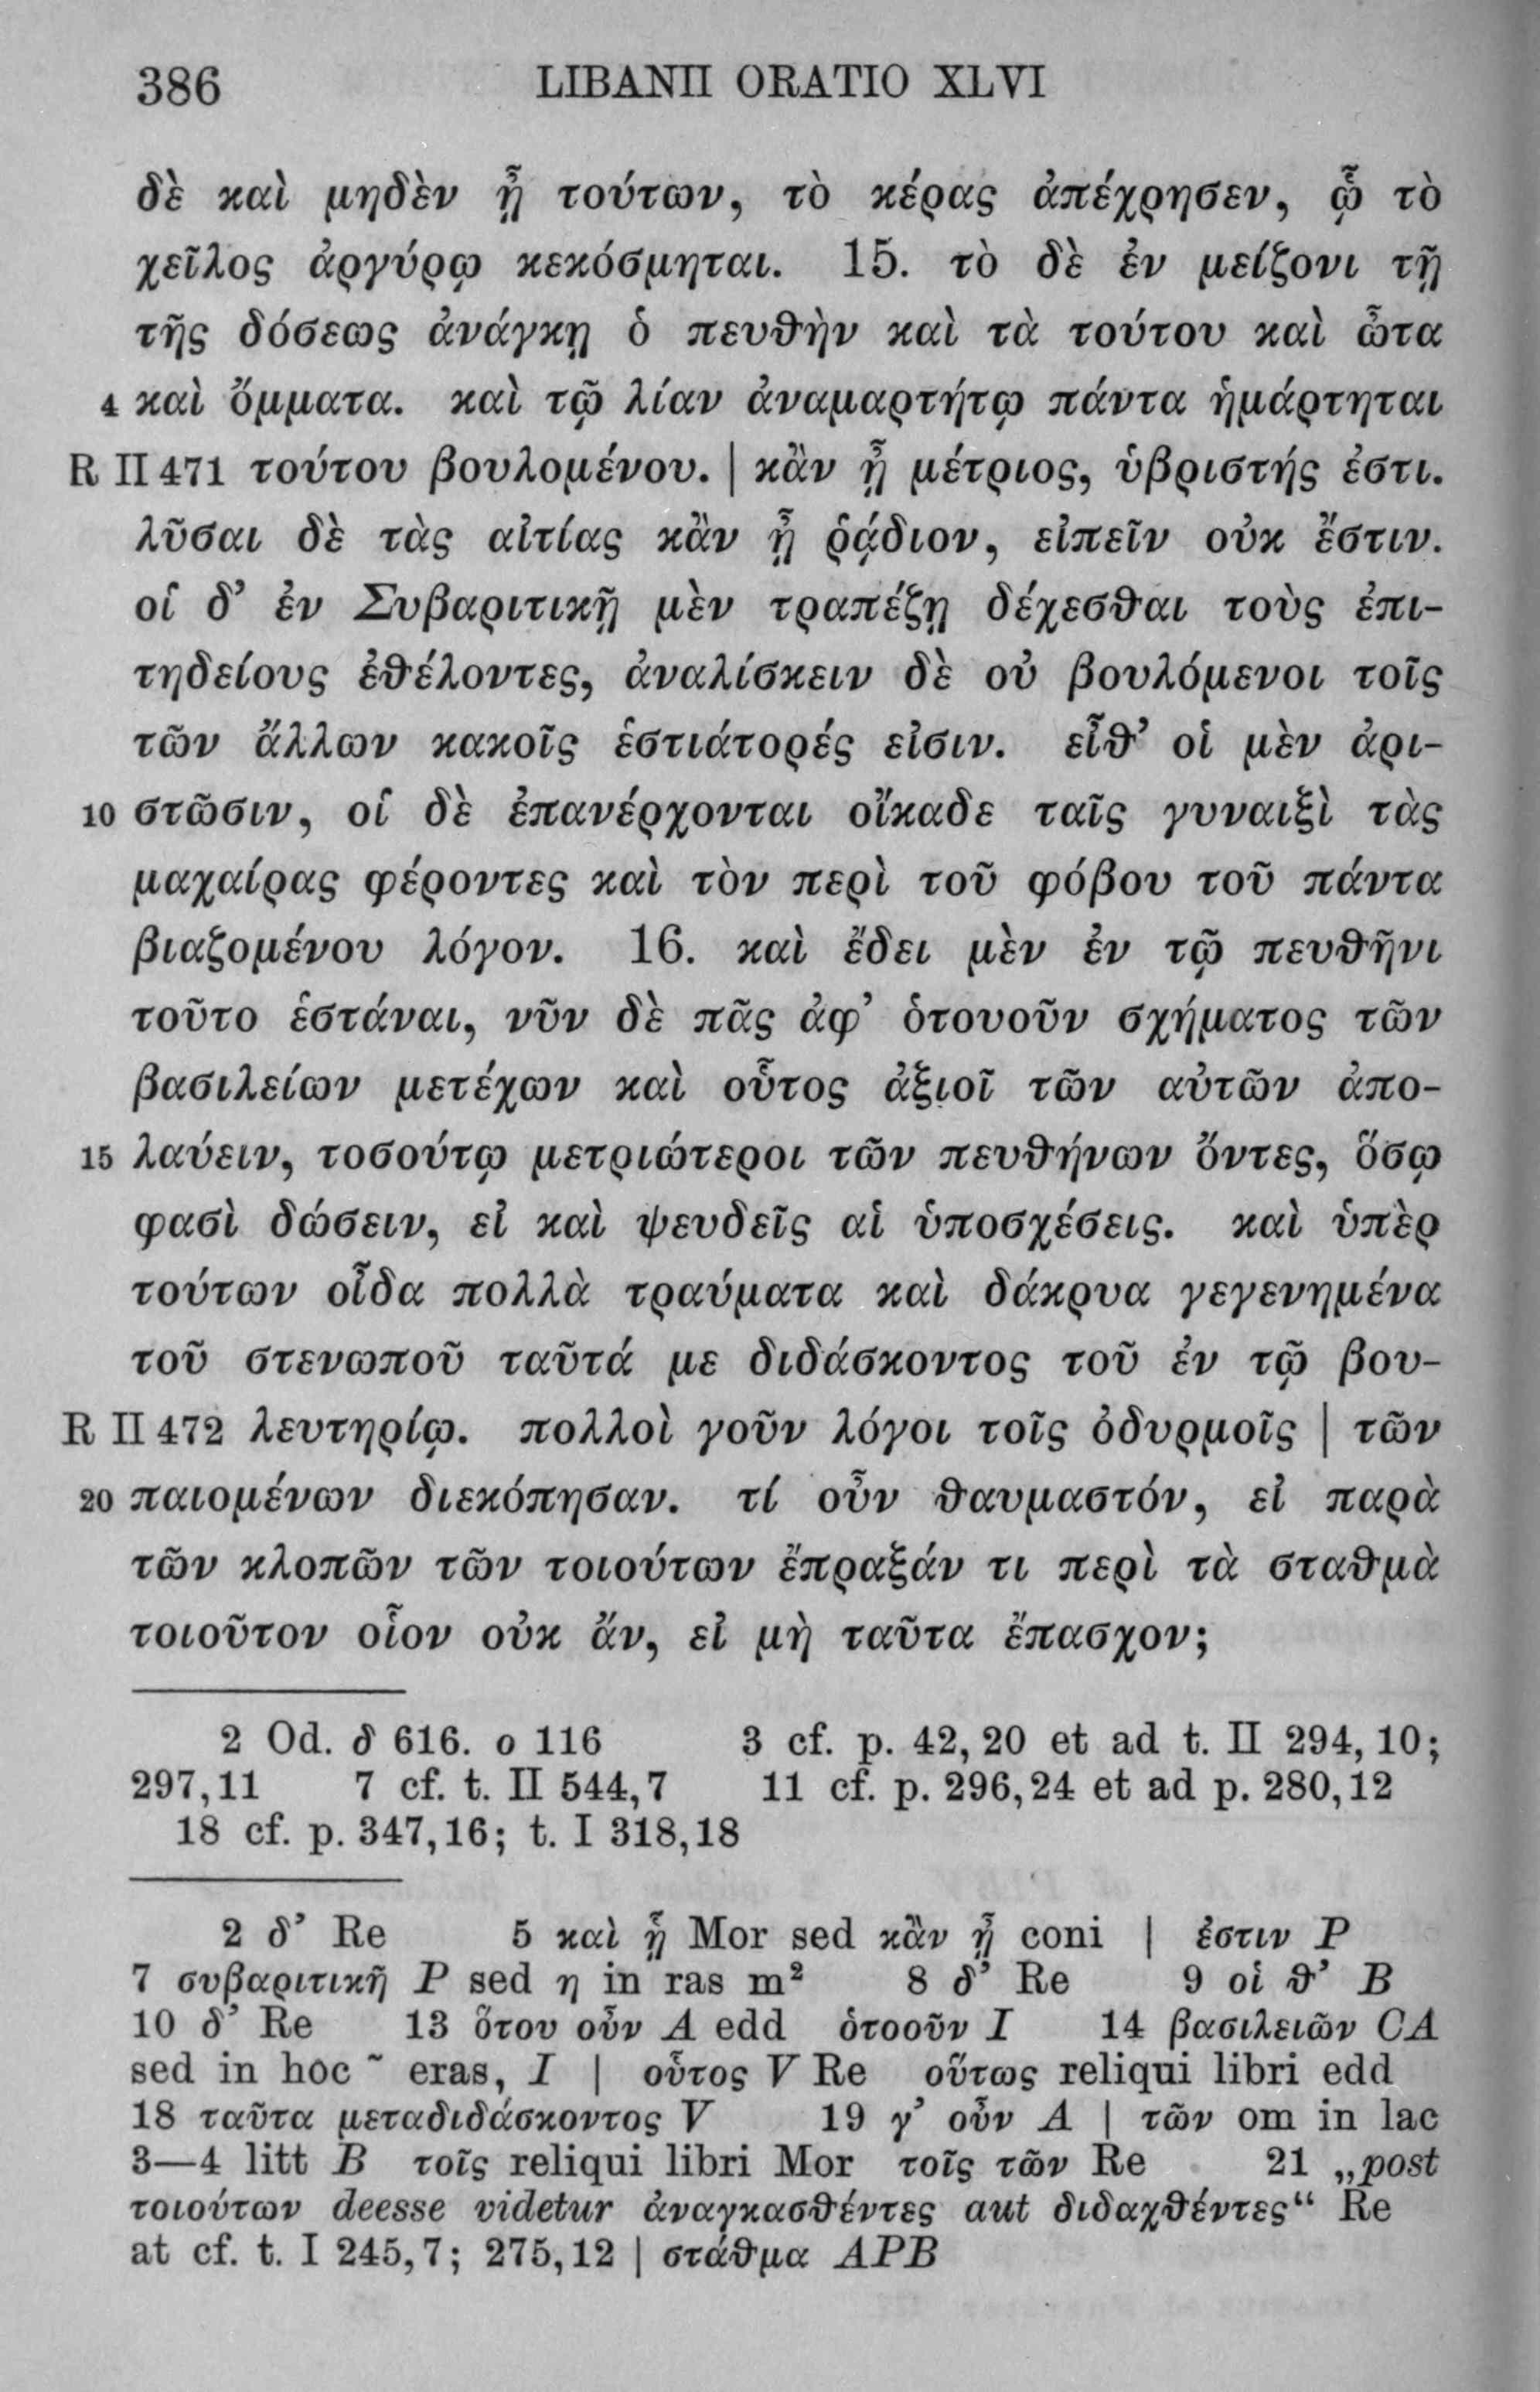 386 LIBANII ORATIO XLVI
δὲ καὶ μηδὲν ᾖ τούτων, τὸ κέρας ἀπέχρησεν, ᾧ τὸ
χεῖλος ἀργύρῳ κεκόσμηται. 15. τὸ δὲ ἐν μείζονι τῇ
τῆς δόσεως ἀνάγκῃ ὁ πευθὴν καὶ τὰ τούτου καὶ ὦτα
4 καὶ ὄμματα. καὶ τῷ λίαν ἀναμαρτήτῳ πάντα ἡμάρτηται
R II 471 τούτου βουλομένου. | κἂν ᾖ μέτριος, ὑβριστής ἐστι.
λῦσαι δὲ τὰς αἰτίας κἂν ᾖ ῥᾴδιον, εἰπεῖν οὐκ ἔστιν.
οἱ δ’ ἐν Συβαριτικῇ μὲν τραπέζῃ δέχεσθαι τοὺς ἐπι-
τηδείους ἐθέλοντες, ἀναλίσκειν δὲ οὐ βουλόμενοι τοῖς
τῶν ἄλλων κακοῖς ἑστιάτορές εἰσιν. εἶθ’ οἱ μὲν ἀρι-
10 στῶσιν, οἱ δὲ ἐπανέρχονται οἴκαδε ταῖς γυναιξὶ τὰς
μαχαίρας φέροντες καὶ τὸν περὶ τοῦ φόβου τοῦ πάντα
βιαζομένου λόγον. 16. καὶ ἔδει μὲν ἐν τῷ πευθῆνι
τοῦτο ἑστάναι, νῦν δὲ πᾶς ἀφ’ ὁτουοῦν σχήματος τῶν
βασιλείων μετέχων καὶ οὗτος ἀξιοῖ τῶν αὐτῶν ἀπο-
15 λαύειν, τοσούτῳ μετριώτεροι τῶν πευθήνων ὄντες, ὅσῳ
φασὶ δώσειν, εἰ καὶ ψευδεῖς αἱ ὑποσχέσεις. καὶ ὑπὲρ
τούτων οἶδα πολλὰ τραύματα καὶ δάκρυα γεγενημένα
τοῦ στενωποῦ ταῦτά με διδάσκοντος τοῦ ἐν τῷ βου-
R II 472 λευτηρίῳ. πολλοὶ γοῦν λόγοι τοῖς ὀδυρμοῖς | τῶν
20 παιομένων διεκόπησαν. τί οὖν θαυμαστόν, εἰ παρὰ
τῶν κλοπῶν τῶν τοιούτων ἔπραξάν τι περὶ τὰ σταθμὰ
τοιοῦτον οἷον οὐκ ἄν, εἰ μὴ ταῦτα ἔπασχον;
2 Od. δ 616. ο 116 3 cf. p. 42, 20 et ad t. II 294, 10;
297,11 7 cf. t. II 544,7 11 cf. p. 296,24 et ad p. 280,12
18 cf. p. 347,16; t. I 318,18
2 δ’ Re 5 καὶ ᾖ Mor sed κἂν ᾖ coni | ἐστιν P
7 συβαριτικῆ P sed η in ras m² 8 δ’ Re 9 οἱ θ’ B
10 δ’ Re 13 ὅτου οὖν A edd ὁτοοῦν I 14 βασιλειῶν CA
sed in hoc ῀ eras, I | οὗτος V Re οὕτως reliqui libri edd
18 ταῦτα μεταδιδάσκοντος V 19 γ’ οὖν A | τῶν om in lac
3—4 litt B τοῖς reliqui libri Mor τοῖς τῶν Re 21 „post
τοιούτων deesse videtur ἀναγκασθέντες aut διδαχθέντες“ Re
at cf. t. I 245,7; 275,12 | στάθμα APB